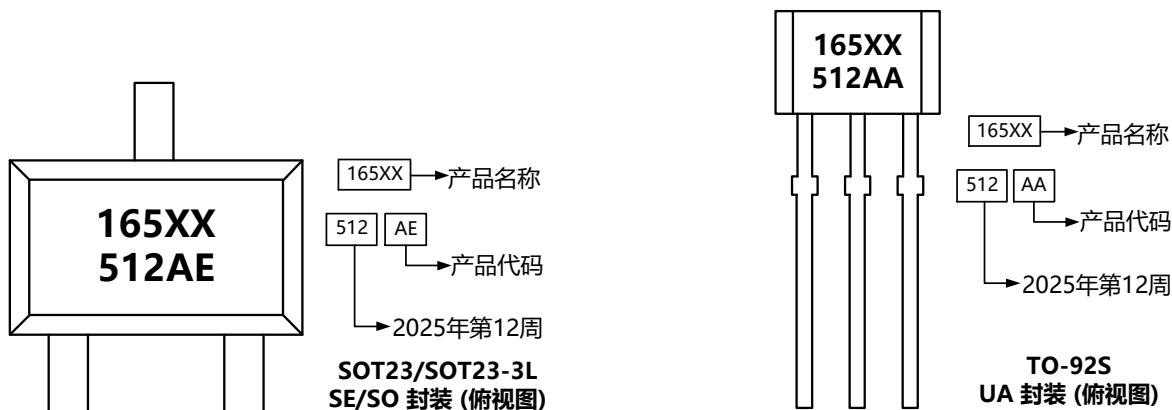 165XX
512AE
165XX
产品名称
512
AE
产品代码
2025年第12周
SOT23/SOT23-3L
SE/SO 封装 (俯视图)
165XX
512AA
165XX
产品名称
512
AA
产品代码
2025年第12周
TO-92S
UA 封装 (俯视图)